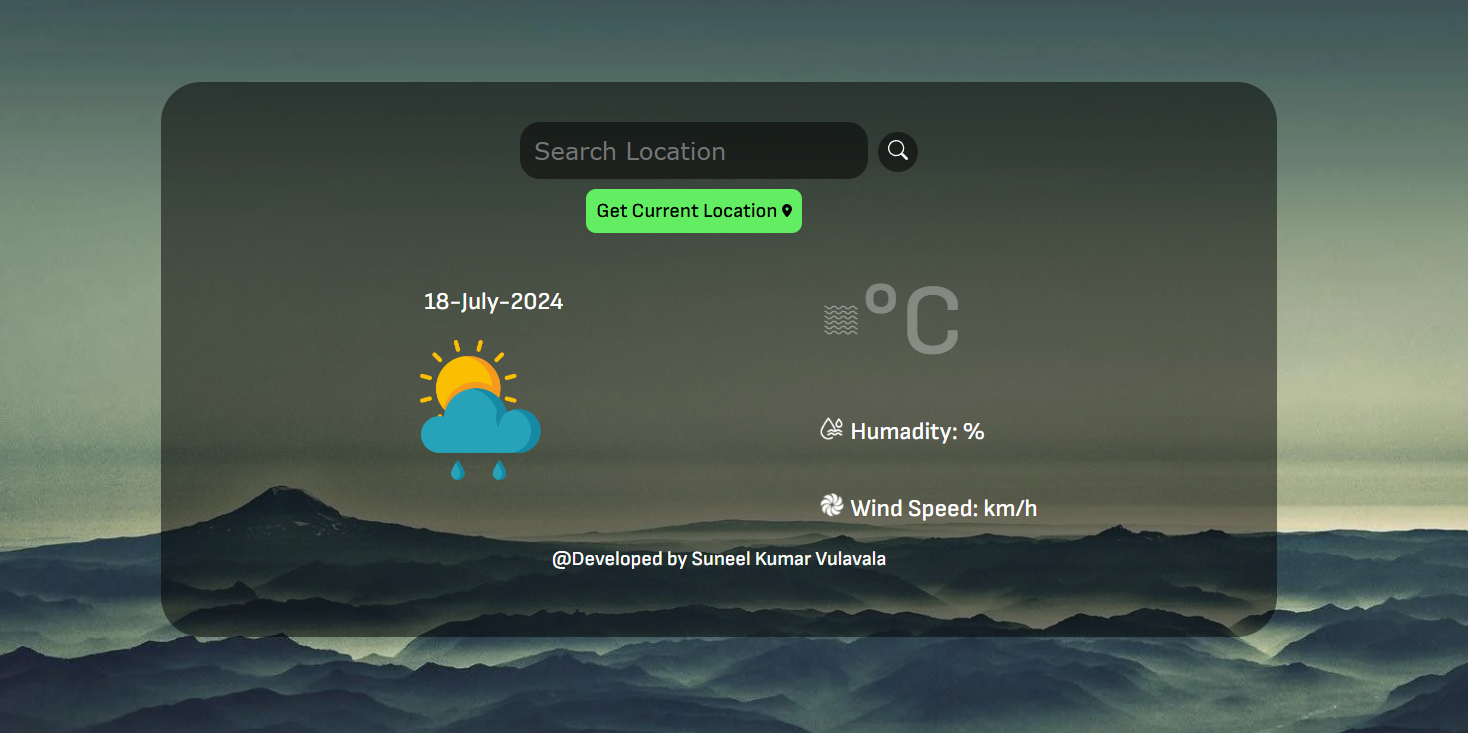 Search Location
Get Current Location
18-July-2024
°C
Humadity: %
Wind Speed: km/h
@Developed by Suneel Kumar Vulavala